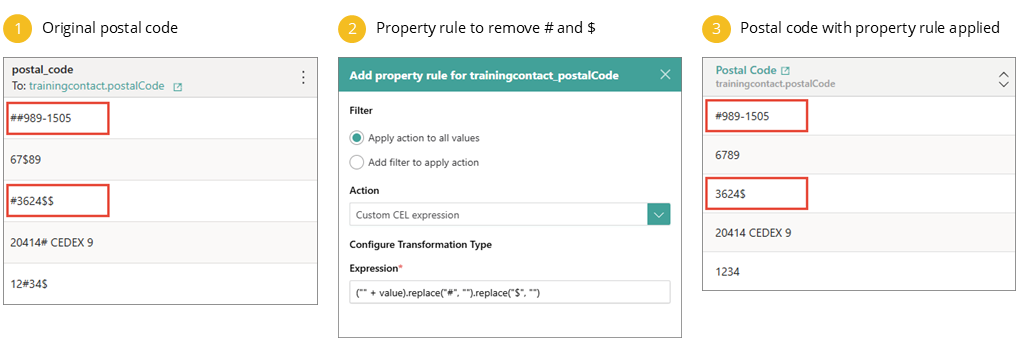 1 Original postal code
postal_code
To: trainingcontact.postalCode
##989-1505
67$89
#3624$$
20414# CEDEX 9
12#34$
2 Property rule to remove # and $
Add property rule for trainingcontact_postalCode
Filter
Apply action to all values
Add filter to apply action
Action
Custom CEL expression
Configure Transformation Type
Expression*
("" + value).replace("#", "").replace("$", "")
3 Postal code with property rule applied
Postal Code
trainingcontact.postalCode
#989-1505
6789
3624$
20414 CEDEX 9
1234